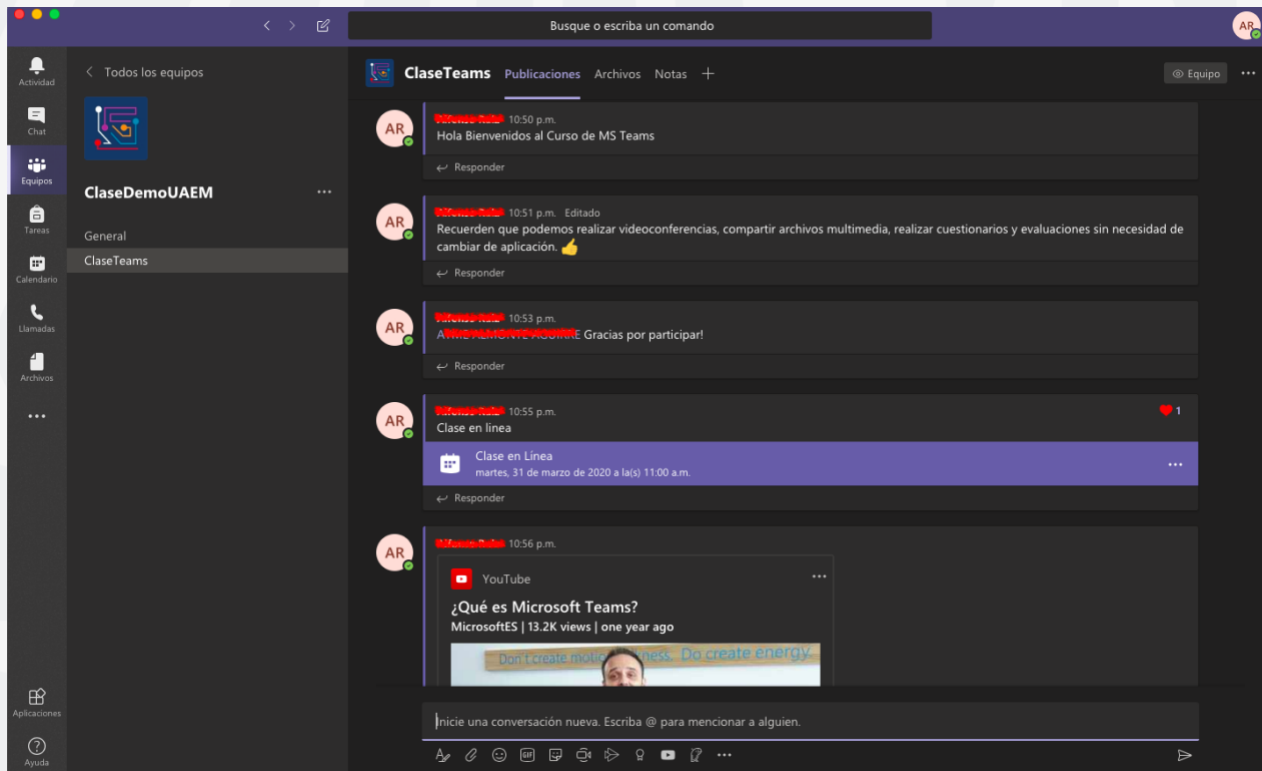 Busque o escriba un comando
AR
Actividad
Chat
Equipos
Tareas
Calendario
Llamadas
Archivos
Aplicaciones
Ayuda
Todos los equipos
ClaseDemoUAEM
General
ClaseTeams
ClaseTeams Publicaciones Archivos Notas
Equipo
AR
10:50 p.m.
Hola Bienvenidos al Curso de MS Teams
Responder
AR
10:51 p.m. Editado
Recuerden que podemos realizar videoconferencias, compartir archivos multimedia, realizar cuestionarios y evaluaciones sin necesidad de
cambiar de aplicación. 👍
Responder
AR
10:53 p.m.
Gracias por participar!
Responder
AR
10:55 p.m.
1
Clase en linea
Clase en Línea
martes, 31 de marzo de 2020 a la(s) 11:00 a.m.
Responder
AR
10:56 p.m.
YouTube
¿Qué es Microsoft Teams?
MicrosoftES | 13.2K views | one year ago
Don't create Do create energy.
Inicie una conversación nueva. Escriba @ para mencionar a alguien.
GIF